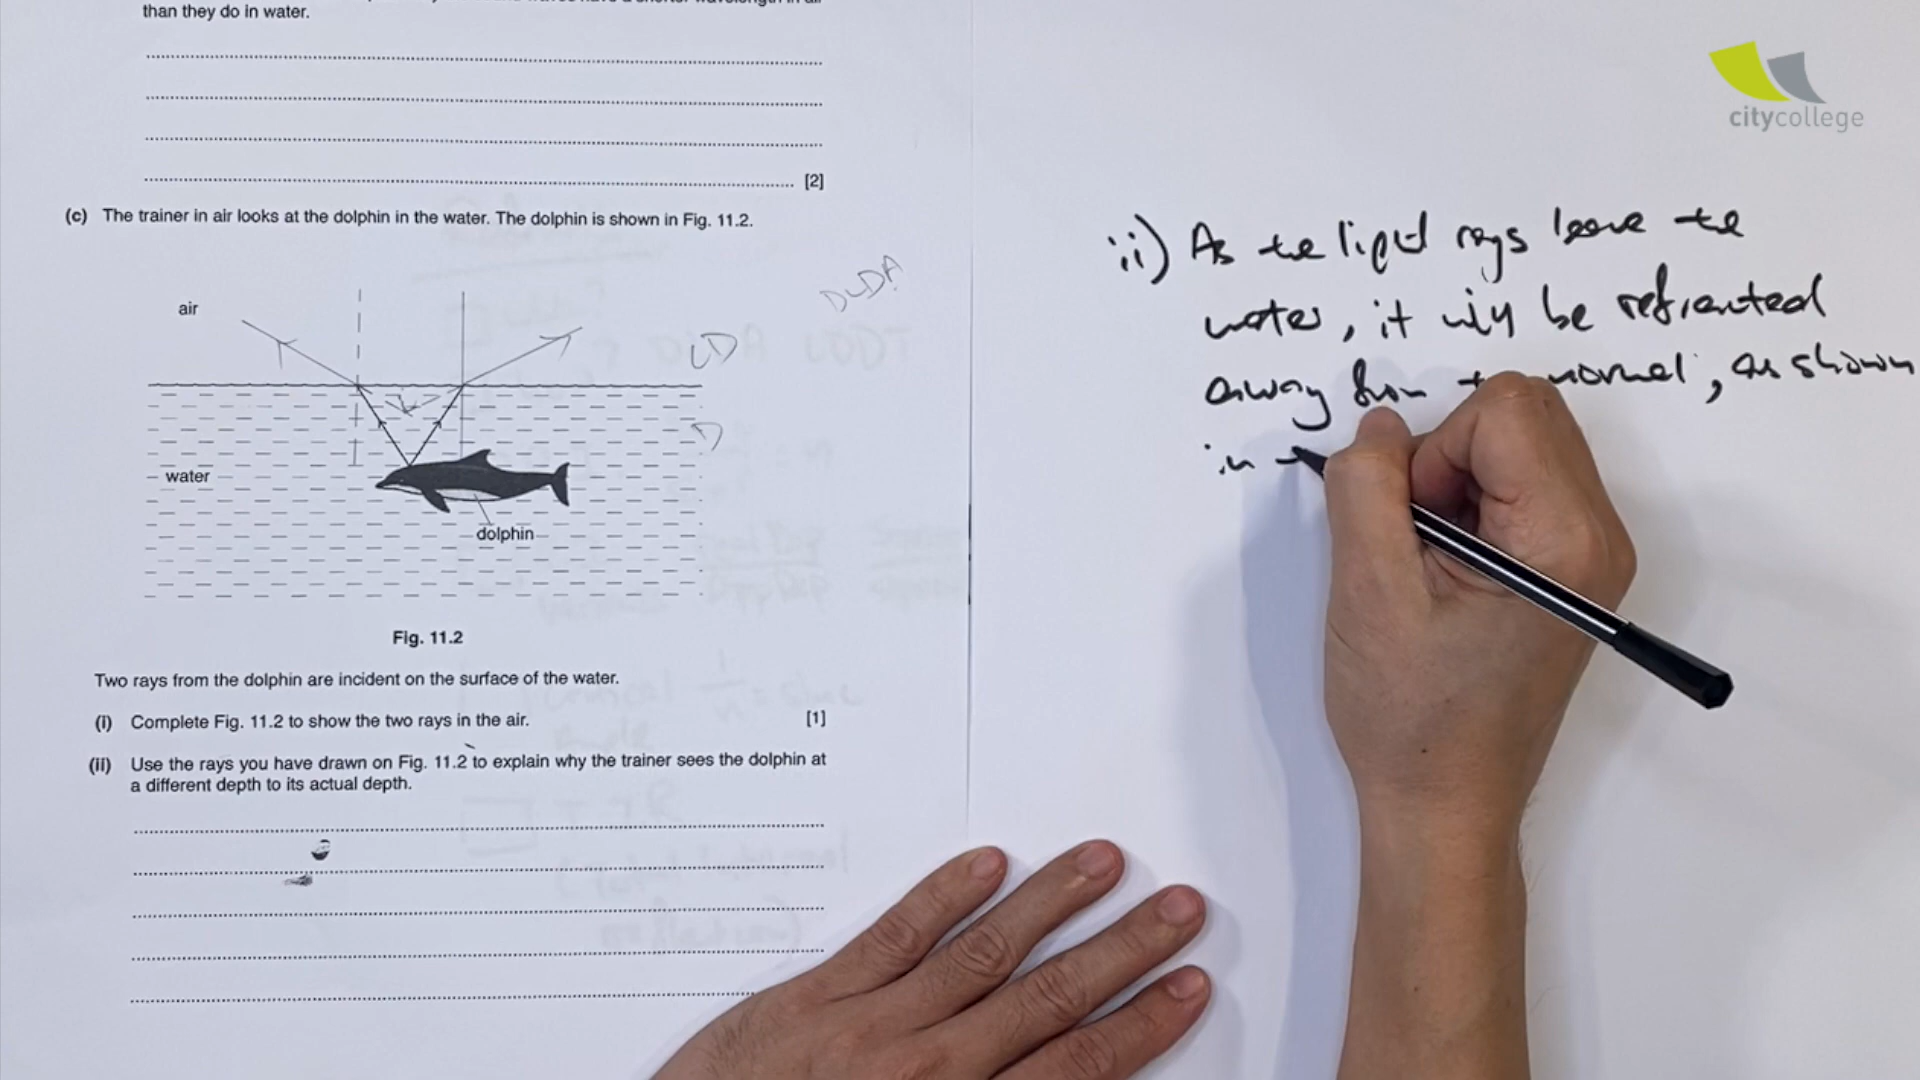 than they do in water.
[2]
(c) The trainer in air looks at the dolphin in the water. The dolphin is shown in Fig. 11.2.
air
water
dolphin
Fig. 11.2
Two rays from the dolphin are incident on the surface of the water.
(i) Complete Fig. 11.2 to show the two rays in the air. [1]
(ii) Use the rays you have drawn on Fig. 11.2 to explain why the trainer sees the dolphin at
a different depth to its actual depth.
DLDA
LD
D
citycollege
ii) As the liqid rays leave the
water, it will be refracted
away from normal, as shown
in